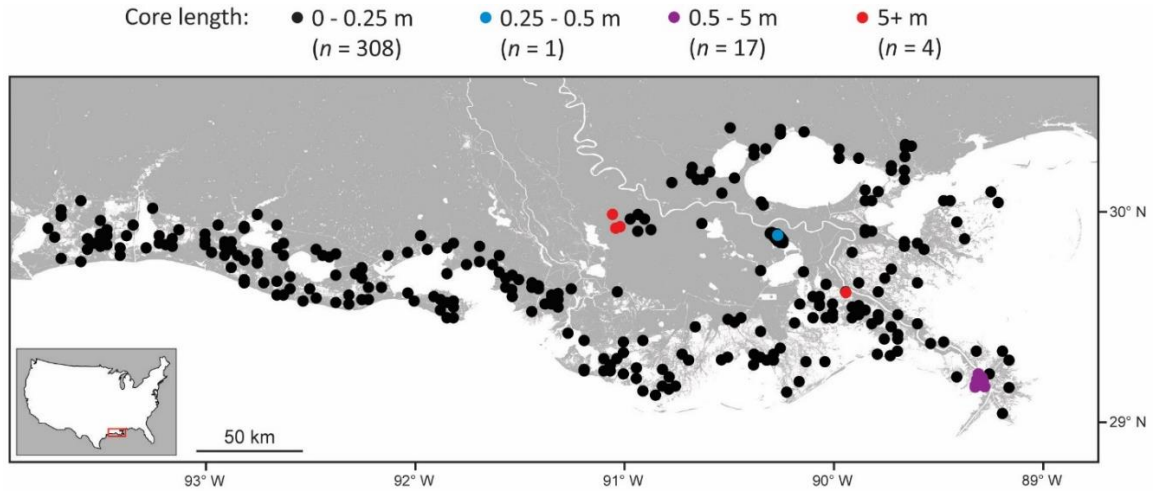 Core length: 0 - 0.25 m 0.25 - 0.5 m 0.5 - 5 m 5+ m
(n = 308) (n = 1) (n = 17) (n = 4)
30° N
50 km
29° N
93° W 92° W 91° W 90° W 89° W